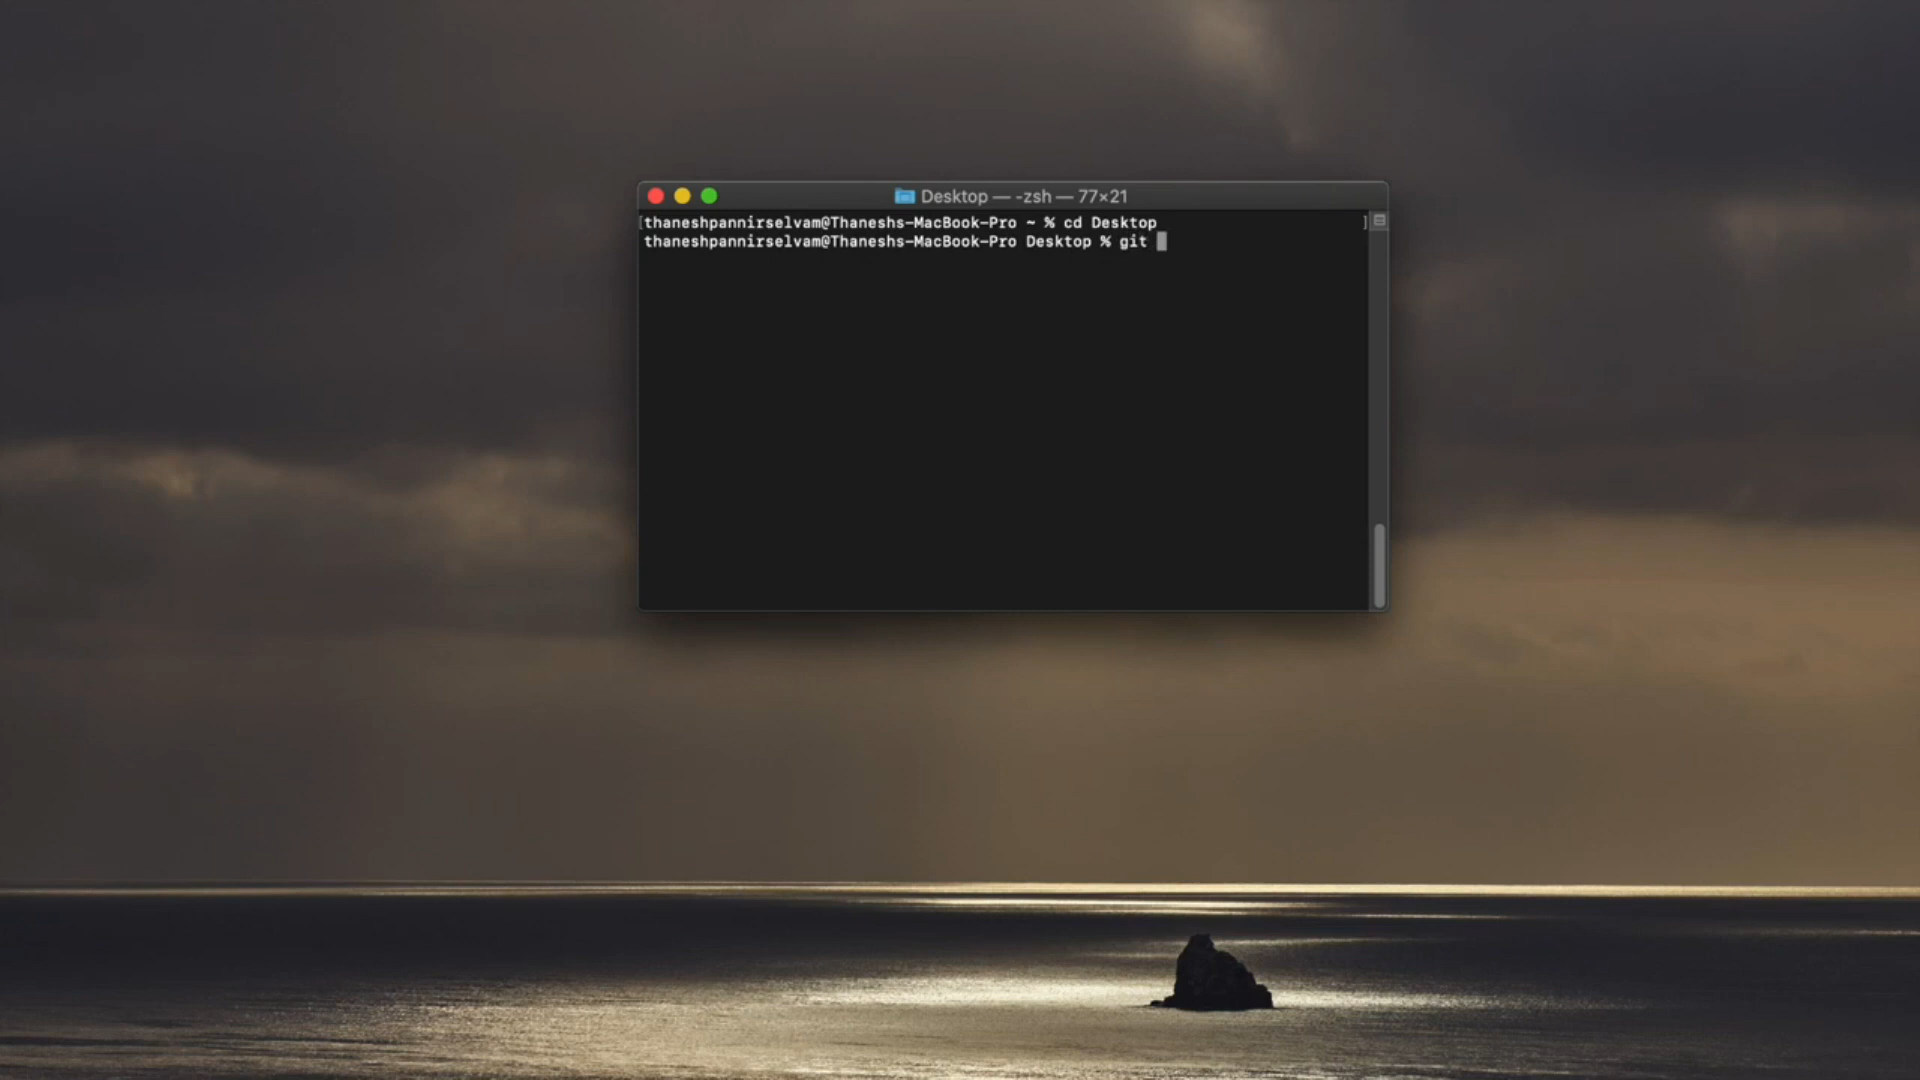 Desktop — -zsh — 77×21
[thaneshpannirselvam@Thaneshs-MacBook-Pro ~ % cd Desktop ]
thaneshpannirselvam@Thaneshs-MacBook-Pro Desktop % git